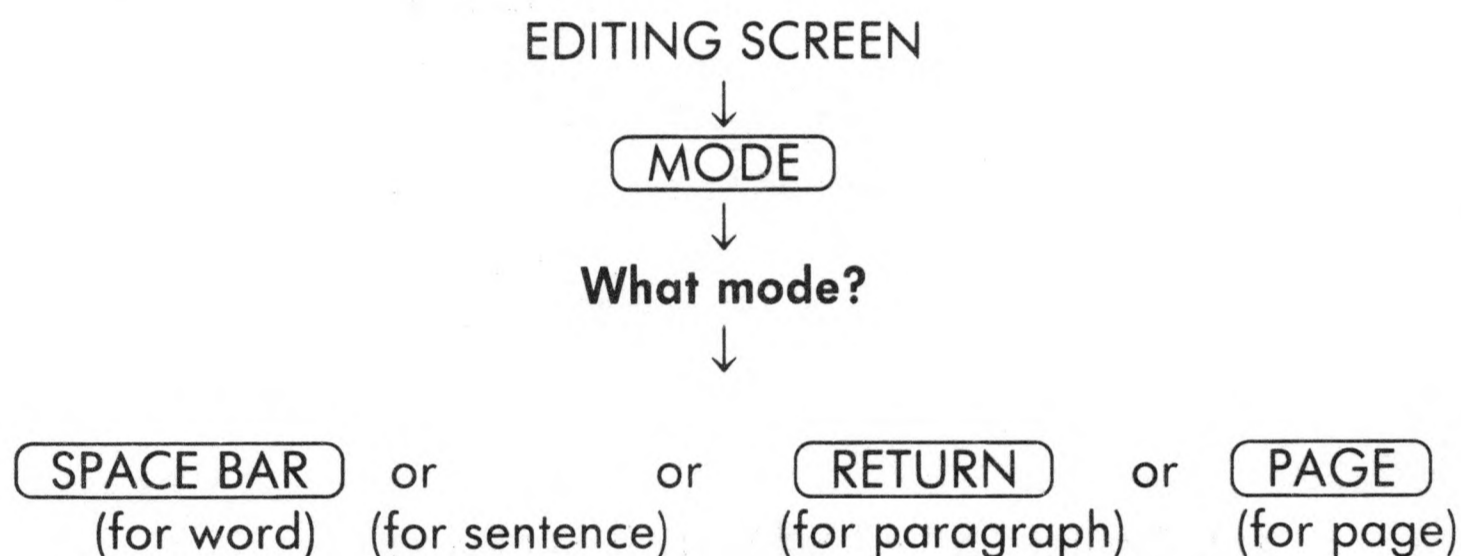 EDITING SCREEN
↓
MODE
↓
What mode?
↓
SPACE BAR or or RETURN or PAGE
(for word) (for sentence) (for paragraph) (for page)